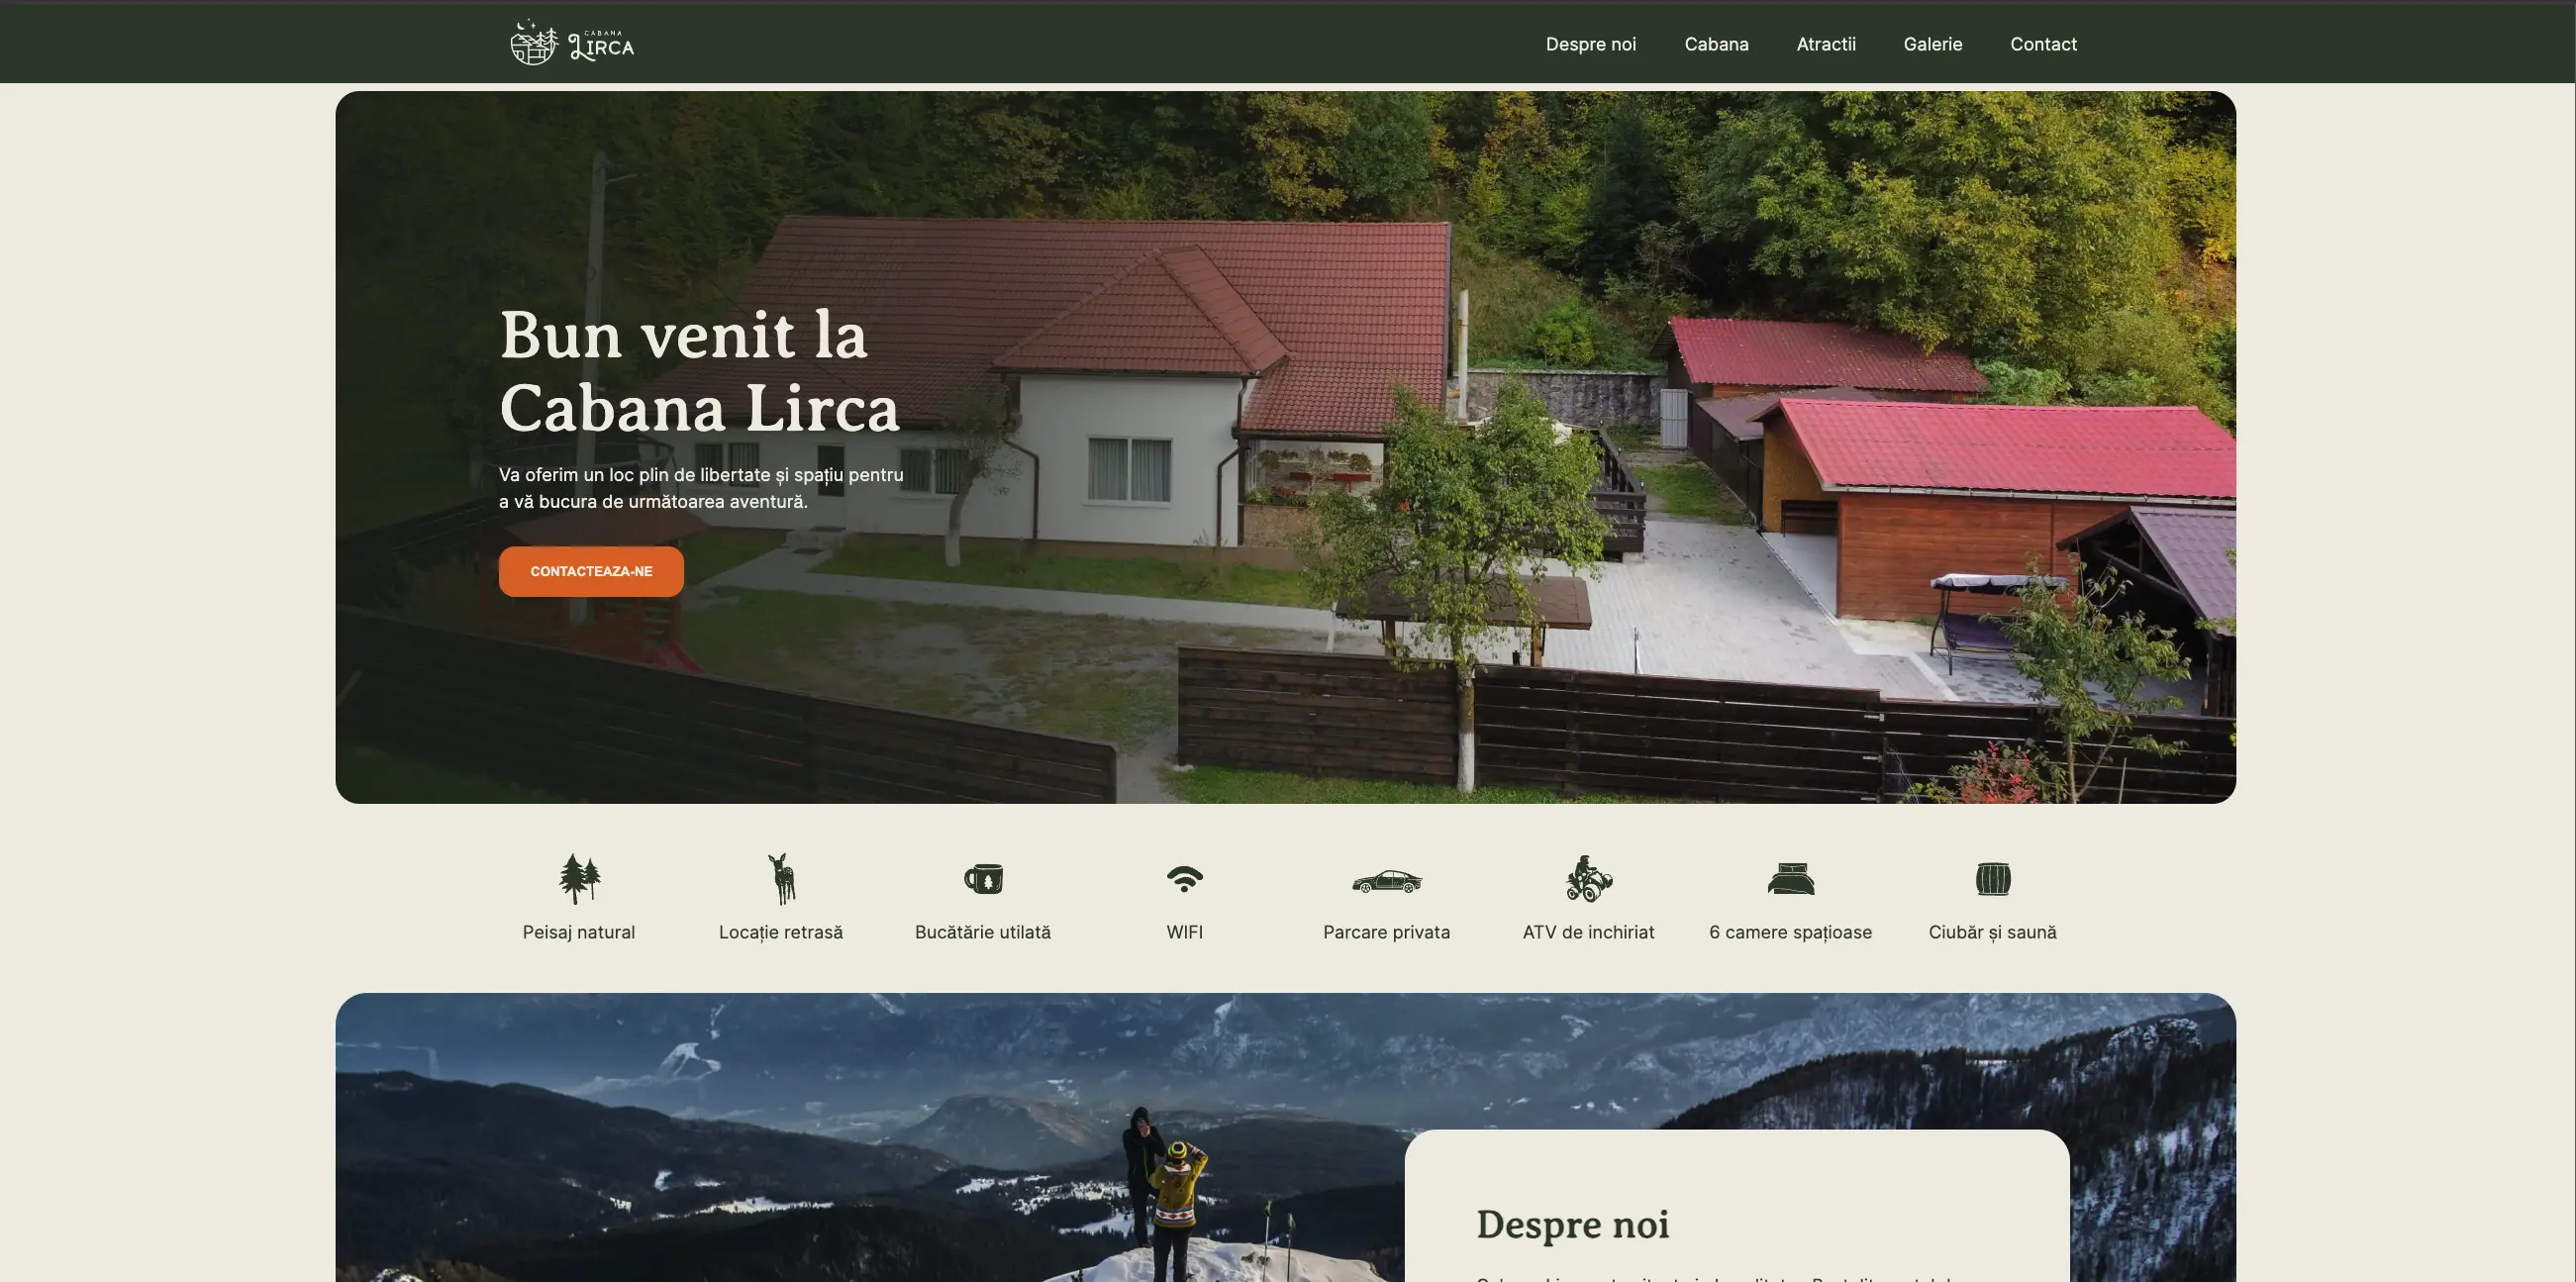 CABANA
LIRCA
Despre noi
Cabana
Atractii
Galerie
Contact
Bun venit la
Cabana Lirca
Va oferim un loc plin de libertate și spațiu pentru
a vă bucura de următoarea aventură.
CONTACTEAZA-NE
Peisaj natural
Locație retrasă
Bucătărie utilată
WIFI
Parcare privata
ATV de inchiriat
6 camere spațioase
Ciubăr și saună
Despre noi